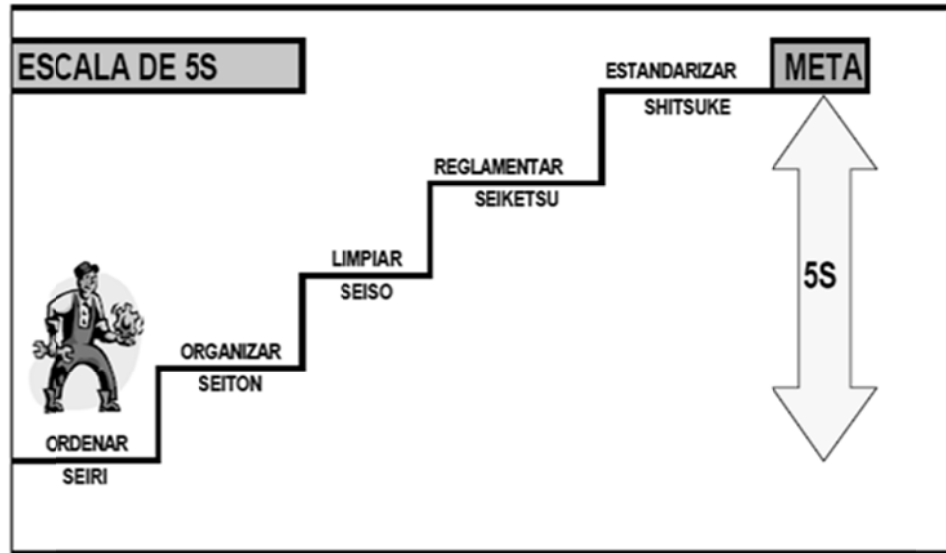 ESCALA DE 5S
META
ESTANDARIZAR
SHITSUKE
REGLAMENTAR
SEIKETSU
LIMPIAR
SEISO
5S
ORGANIZAR
SEITON
ORDENAR
SEIRI